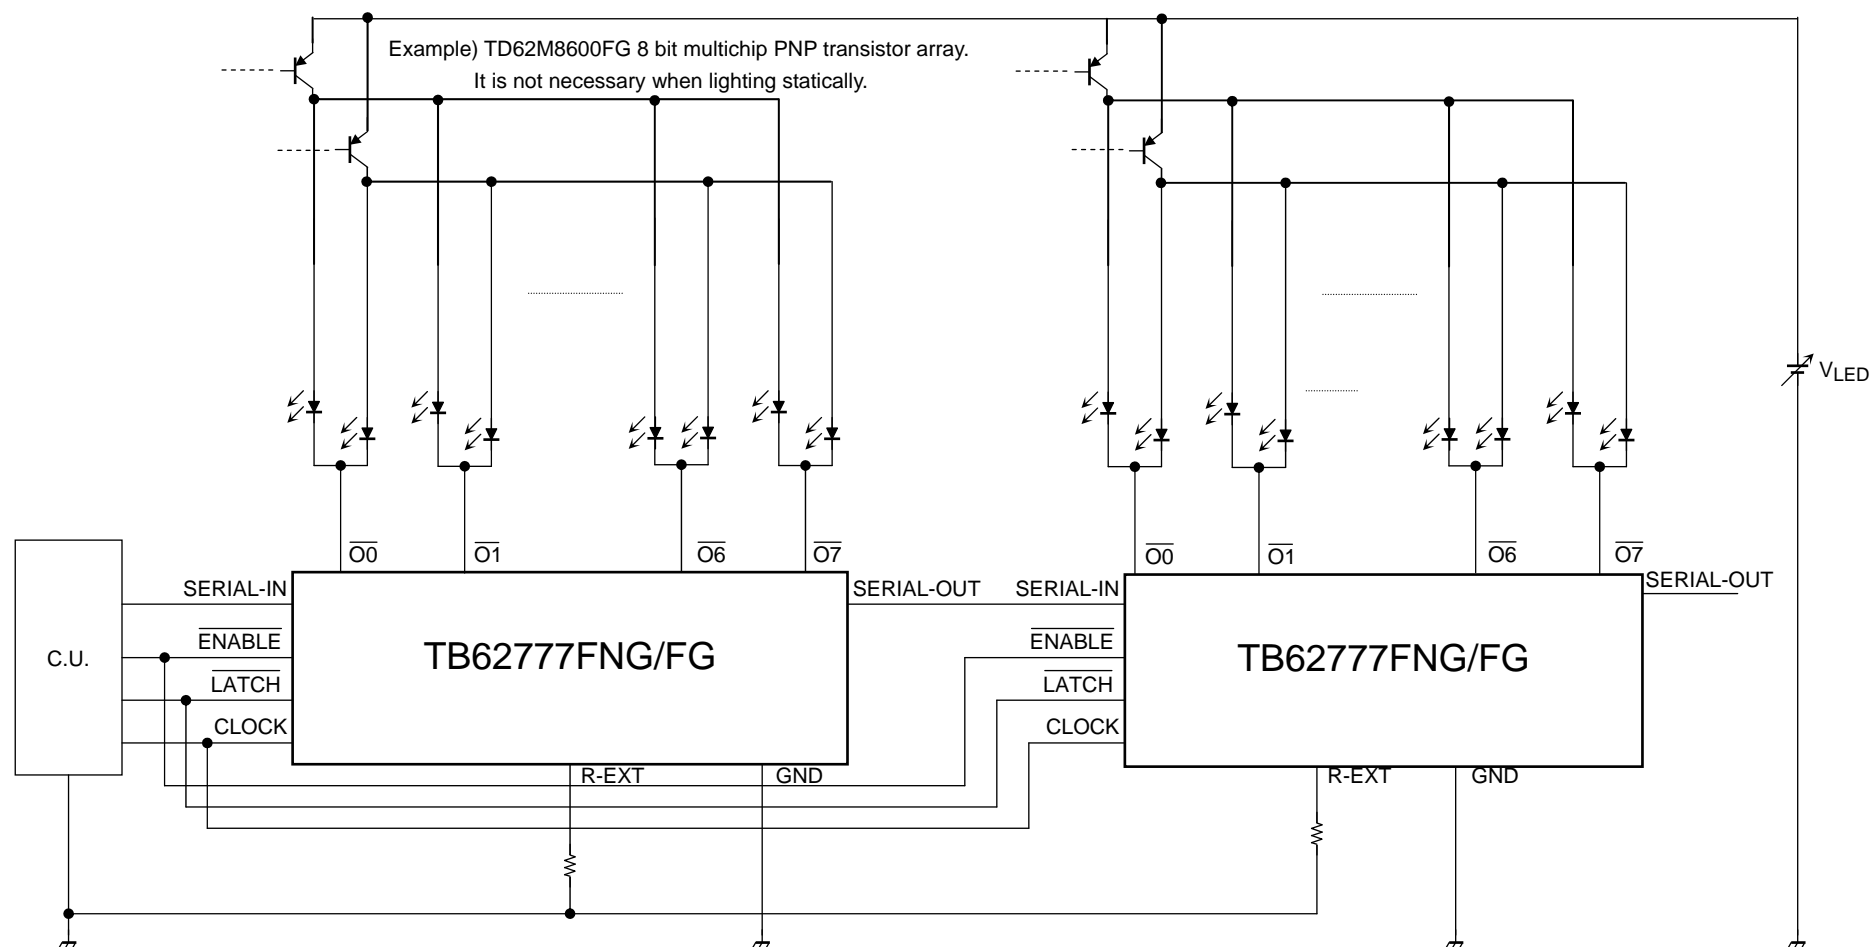 Example) TD62M8600FG 8 bit multichip PNP transistor array.
It is not necessary when lighting statically.
VLED
O0
O1
O6
O7
O0
O1
O6
O7
SERIAL-IN
SERIAL-OUT
SERIAL-IN
SERIAL-OUT
C.U.
ENABLE
TB62777FNG/FG
ENABLE
TB62777FNG/FG
LATCH
LATCH
CLOCK
CLOCK
R-EXT
GND
R-EXT
GND